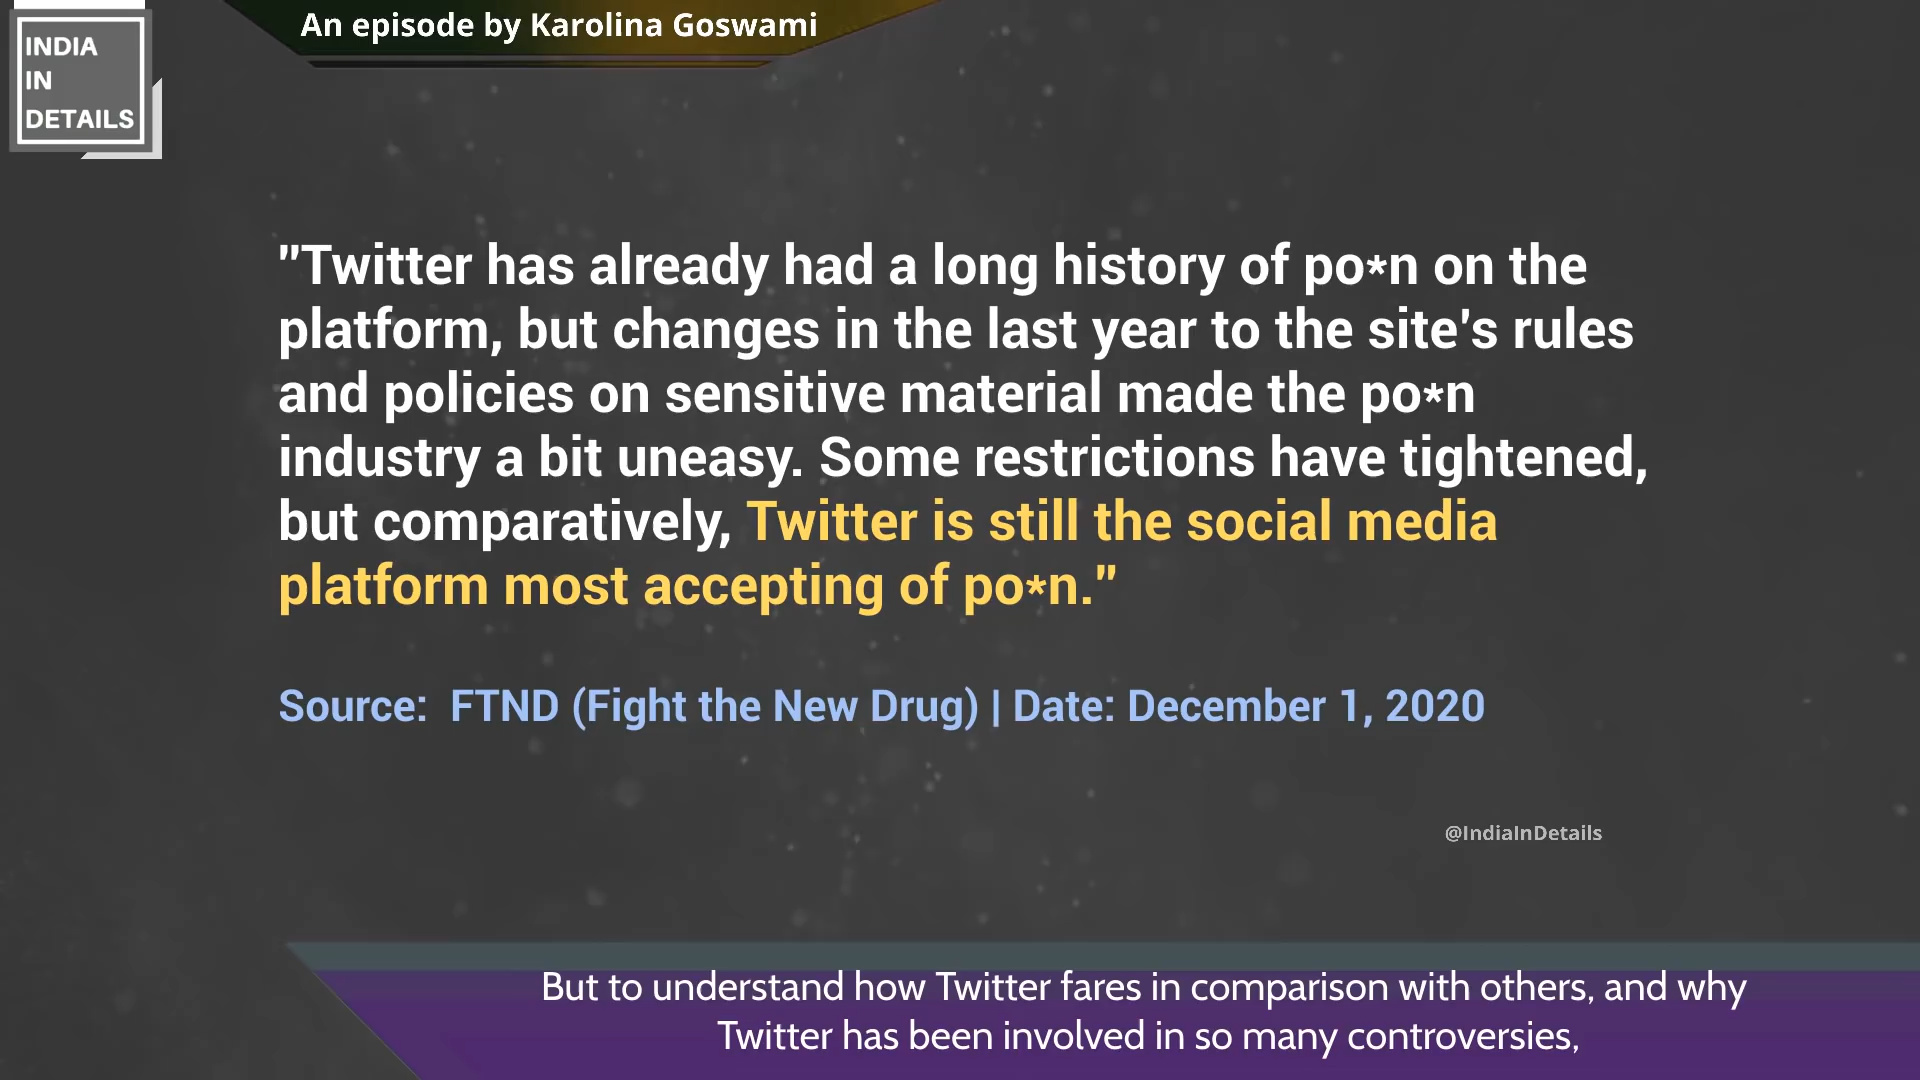 An episode by Karolina Goswami
INDIA
IN
DETAILS
"Twitter has already had a long history of po*n on the
platform, but changes in the last year to the site's rules
and policies on sensitive material made the po*n
industry a bit uneasy. Some restrictions have tightened,
but comparatively, Twitter is still the social media
platform most accepting of po*n."
Source: FTND (Fight the New Drug) | Date: December 1, 2020
@IndiaInDetails
But to understand how Twitter fares in comparison with others, and why
Twitter has been involved in so many controversies,